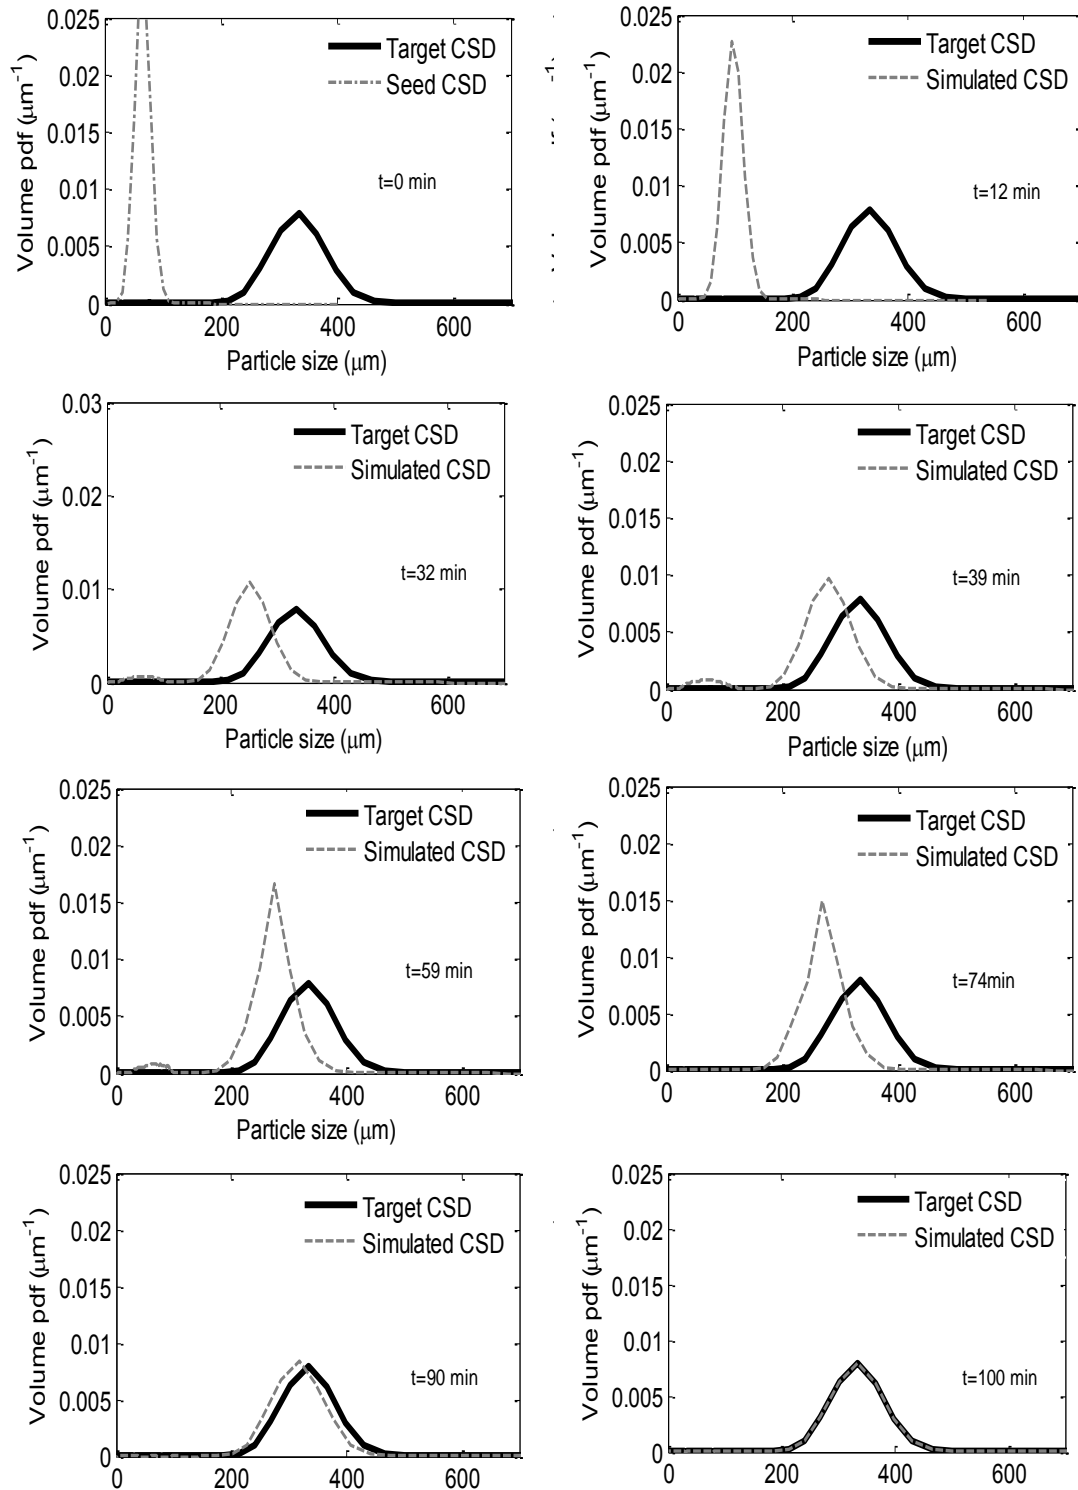 0.025
0.02
0.015
0.01
0.005
0
Volume pdf (μm⁻¹)
Target CSD
Seed CSD
t=0 min
0 200 400 600
Particle size (μm)
0.025
0.02
0.015
0.01
0.005
0
Volume pdf (μm⁻¹)
Target CSD
Simulated CSD
t=12 min
0 200 400 600
Particle size (μm)
0.03
0.02
0.01
0
Volume pdf (μm⁻¹)
Target CSD
Simulated CSD
t=32 min
0 200 400 600
Particle size (μm)
0.025
0.02
0.015
0.01
0.005
0
Volume pdf (μm⁻¹)
Target CSD
Simulated CSD
t=39 min
0 200 400 600
Particle size (μm)
0.025
0.02
0.015
0.01
0.005
0
Volume pdf (μm⁻¹)
Target CSD
Simulated CSD
t=59 min
0 200 400 600
Particle size (μm)
0.025
0.02
0.015
0.01
0.005
0
Volume pdf (μm⁻¹)
Target CSD
Simulated CSD
t=74min
0 200 400 600
0.025
0.02
0.015
0.01
0.005
0
Volume pdf (μm⁻¹)
Target CSD
Simulated CSD
t=90 min
0 200 400 600
0.025
0.02
0.015
0.01
0.005
0
Volume pdf (μm⁻¹)
Target CSD
Simulated CSD
t=100 min
0 200 400 600